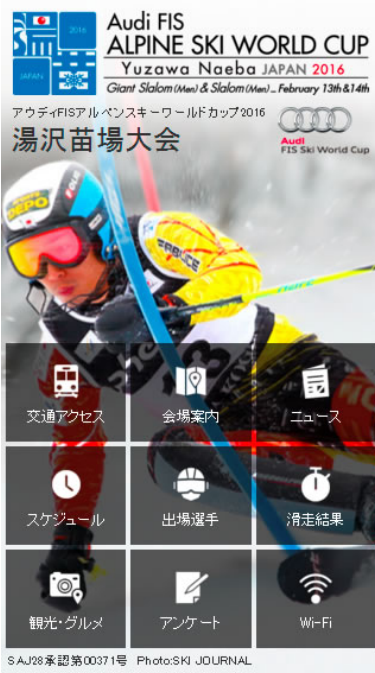 2016
JAPAN
Audi FIS
ALPINE SKI WORLD CUP
Yuzawa Naeba JAPAN 2016
Giant Slalom (Men) & Slalom (Men) _ February 13th & 14th
アウディFISアルペンスキーワールドカップ2016
湯沢苗場大会
Audi
FIS Ski World Cup
DEPO
交通アクセス
会場案内
ニュース
スケジュール
出場選手
滑走結果
観光・グルメ
アンケート
Wi-Fi
SAJ28承認第00371号 Photo:SKI JOURNAL